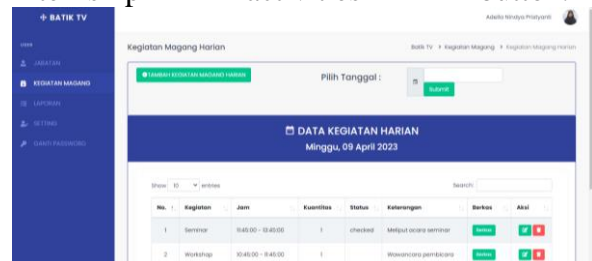 BATIK TV
Adelia Nindya Pristyanti
USER
JABATAN
KEGIATAN MAGANG
LAPORAN
SETTING
GANTI PASSWORD
Kegiatan Magang Harian
Batik TV > Kegiatan Magang > Kegiatan Magang Harian
TAMBAH KEGIATAN MAGANG HARIAN
Pilih Tanggal :
Submit
DATA KEGIATAN HARIAN
Minggu, 09 April 2023
Show 10 entries
Search:
No. Kegiatan Jam Kuantitas Status Keterangan Berkas Aksi
1 Seminar 11:45:00 - 13:45:00 1 checked Meliput acara seminar Berkas
2 Workshop 10:45:00 - 11:45:00 1 Wawancara pembicara Berkas